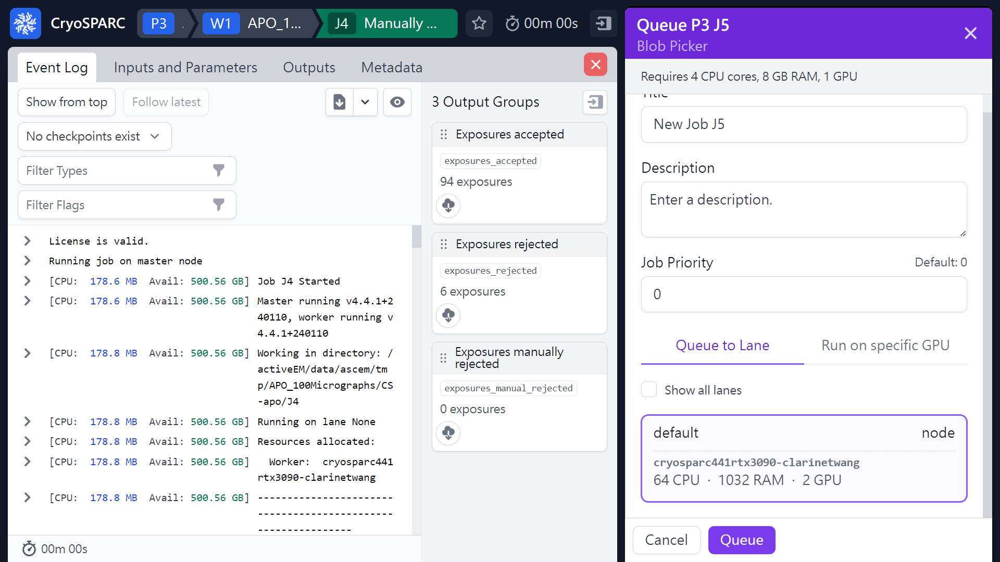 CryoSPARC
P3
W1
APO_1...
J4
Manually ...
00m 00s
Event Log
Inputs and Parameters
Outputs
Metadata
Show from top
Follow latest
No checkpoints exist
Filter Types
Filter Flags
License is valid.
Running job on master node
[CPU: 178.6 MB Avail: 500.56 GB] Job J4 Started
[CPU: 178.6 MB Avail: 500.56 GB] Master running v4.4.1+2
40110, worker running v
4.4.1+240110
[CPU: 178.8 MB Avail: 500.56 GB] Working in directory: /
activeEM/data/ascem/tm
p/APO_100Micrographs/CS
-apo/J4
[CPU: 178.8 MB Avail: 500.56 GB] Running on lane None
[CPU: 178.8 MB Avail: 500.56 GB] Resources allocated:
[CPU: 178.8 MB Avail: 500.56 GB] Worker: cryosparc441
rtx3090-clarinetwang
[CPU: 178.8 MB Avail: 500.56 GB] -----------------------
-----------------------
----------------
00m 00s
3 Output Groups
Exposures accepted
exposures_accepted
94 exposures
Exposures rejected
exposures_rejected
6 exposures
Exposures manually
rejected
exposures_manual_rejected
0 exposures
Queue P3 J5
Blob Picker
Requires 4 CPU cores, 8 GB RAM, 1 GPU
Title
New Job J5
Description
Enter a description.
Job Priority
Default: 0
0
Queue to Lane
Run on specific GPU
Show all lanes
default
node
cryosparc441rtx3090-clarinetwang
64 CPU · 1032 RAM · 2 GPU
Cancel
Queue